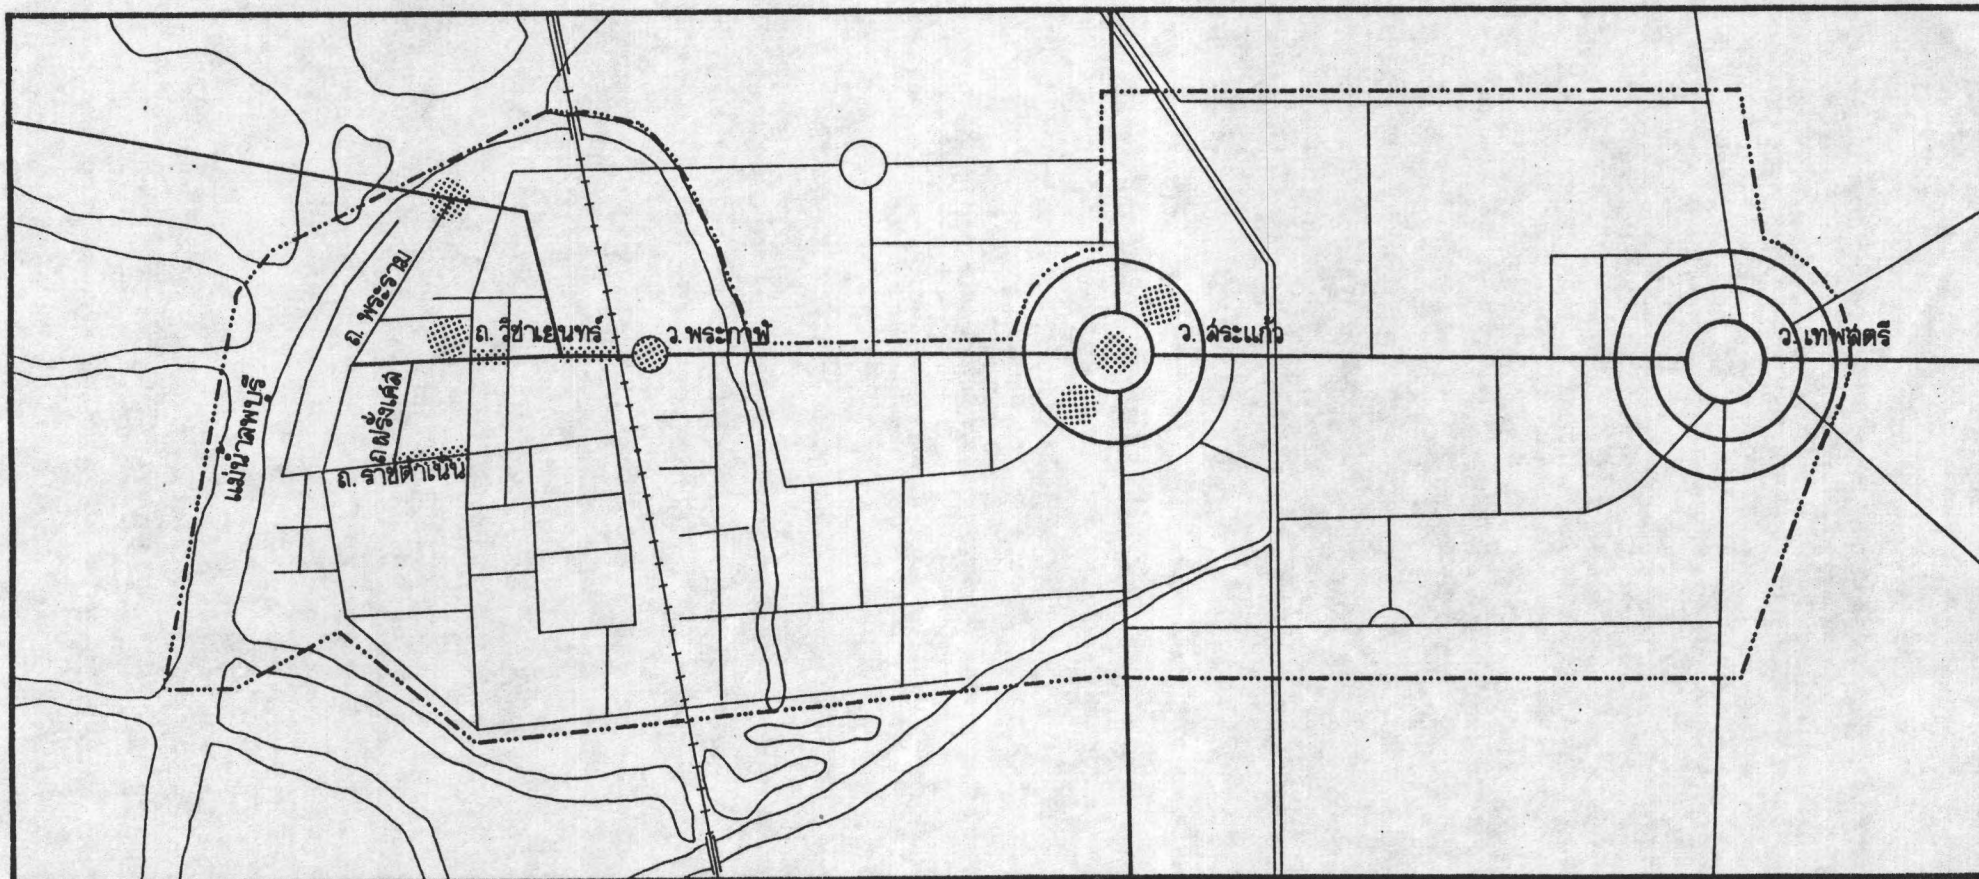 ถ. พระราม
ถ. วิชาเยนทร์
ว. พระกาฬ
ว. สระแก้ว
ว. เทพสตรี
แม่น้ำลพบุรี
ถ.ฝรั่งเศส
ถ. ราชดำเนิน